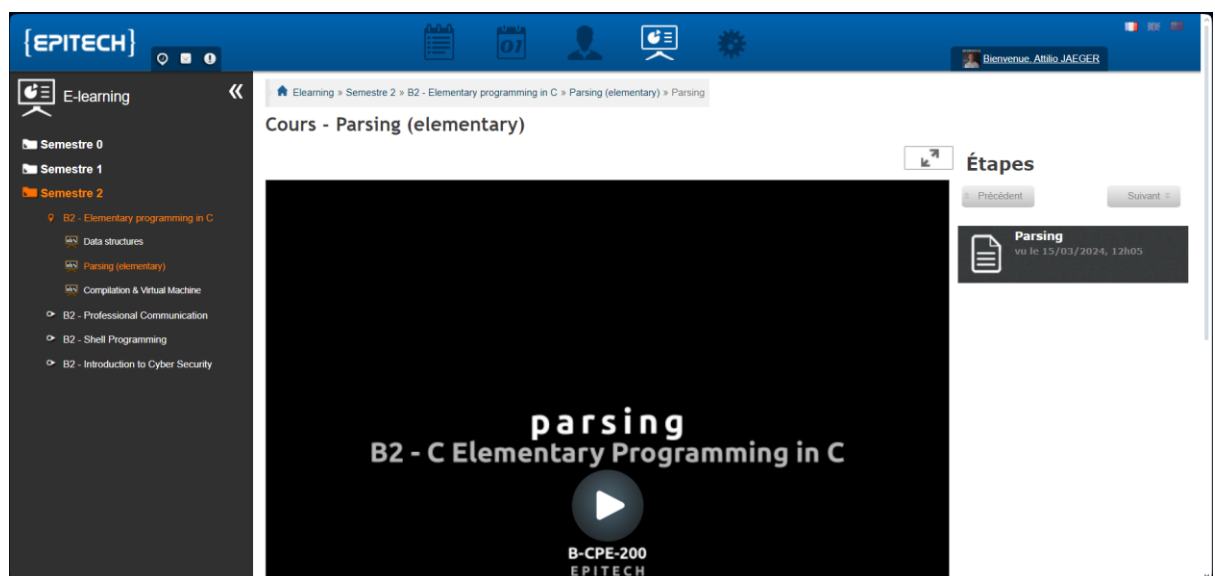 {EPITECH}
01
Bienvenue, Attilio JAEGER
E-learning
Semestre 0
Semestre 1
Semestre 2
B2 - Elementary programming in C
Data structures
Parsing (elementary)
Compilation & Virtual Machine
B2 - Professional Communication
B2 - Shell Programming
B2 - Introduction to Cyber Security
Elearning » Semestre 2 » B2 - Elementary programming in C » Parsing (elementary) » Parsing
Cours - Parsing (elementary)
parsing
B2 - C Elementary Programming in C
B-CPE-200
EPITECH
Étapes
Précédent
Suivant
Parsing
vu le 15/03/2024, 12h05